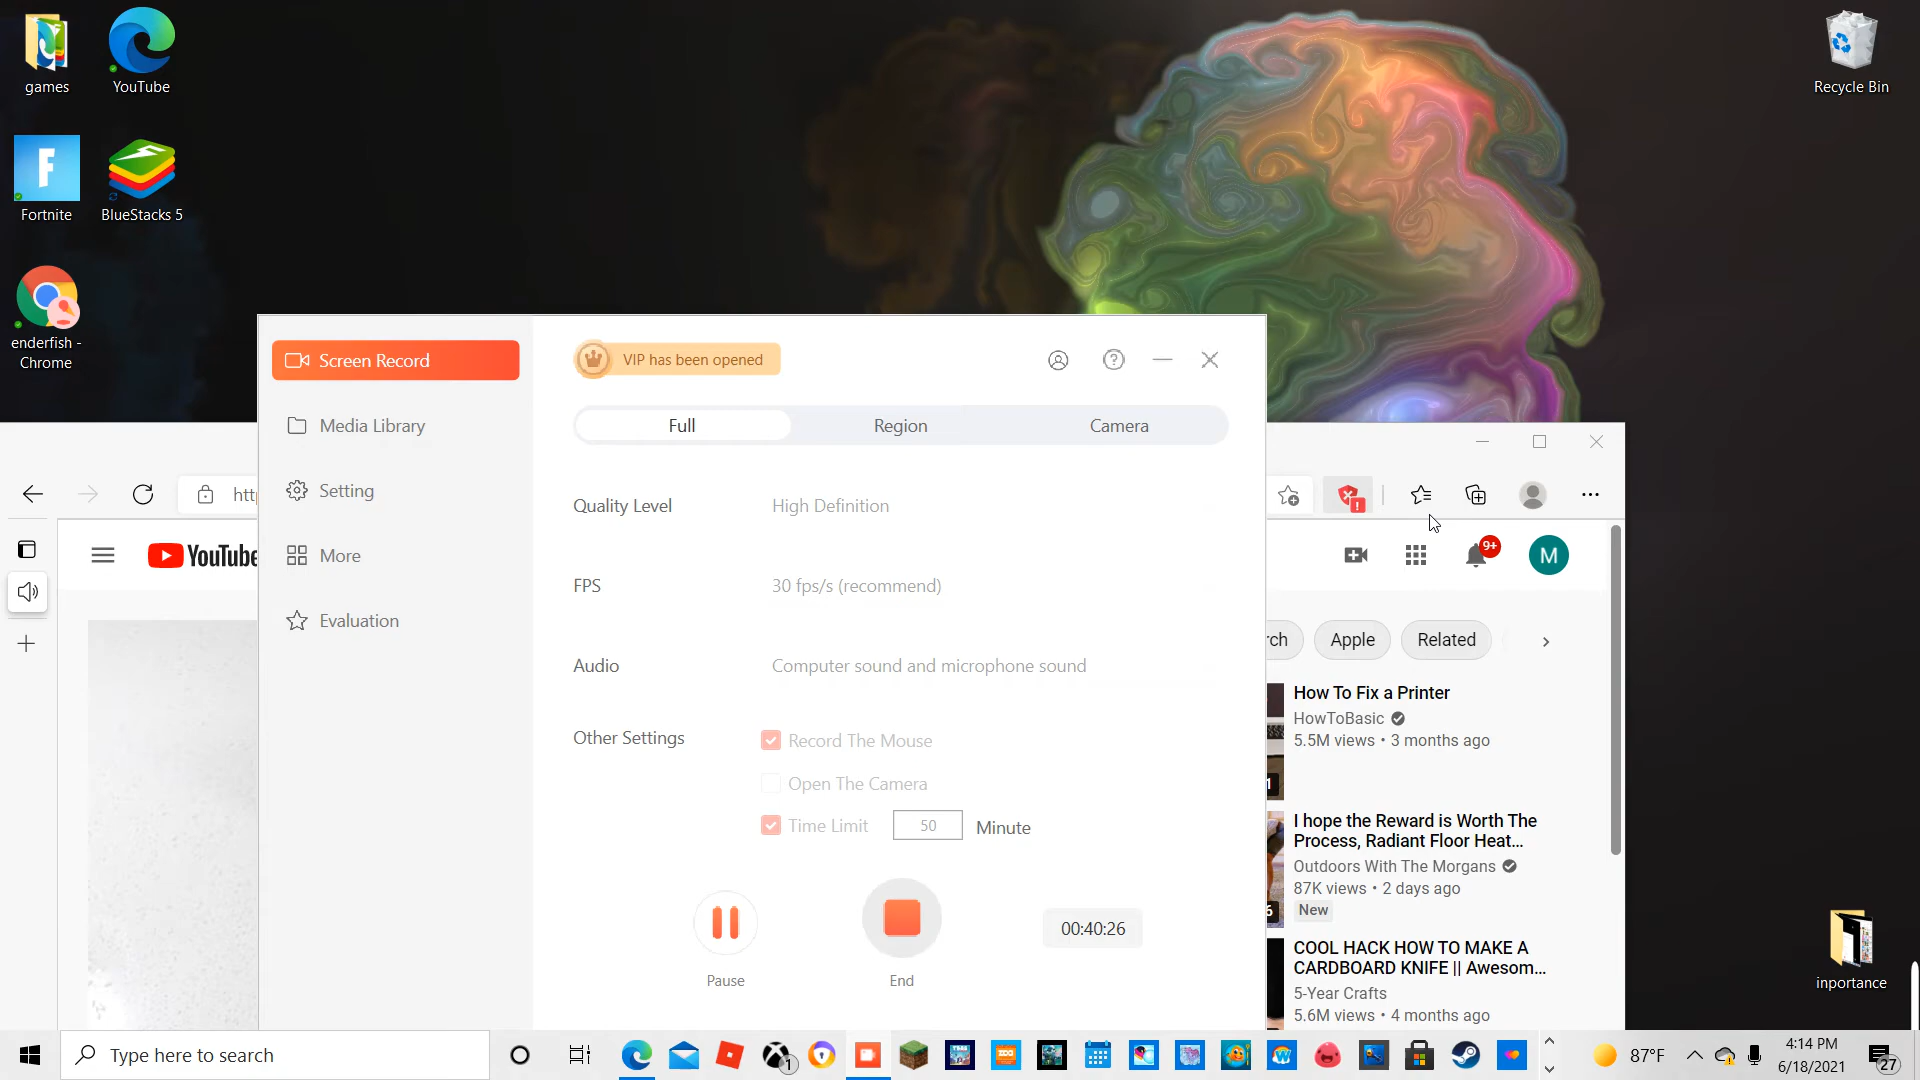 games
YouTube
Recycle Bin
Fortnite
BlueStacks 5
enderfish -
Chrome
Screen Record
Media Library
Setting
More
Evaluation
VIP has been opened
Full
Region
Camera
Quality Level
High Definition
FPS
30 fps/s (recommend)
Audio
Computer sound and microphone sound
Other Settings
Record The Mouse
Open The Camera
Time Limit
50
Minute
Pause
End
00:40:26
YouTube
9+
M
Apple
Related
How To Fix a Printer
HowToBasic
5.5M views • 3 months ago
I hope the Reward is Worth The
Process, Radiant Floor Heat...
Outdoors With The Morgans
87K views • 2 days ago
New
COOL HACK HOW TO MAKE A
CARDBOARD KNIFE || Awesom...
5-Year Crafts
5.6M views • 4 months ago
inportance
Type here to search
1
87°F
4:14 PM
6/18/2021
27